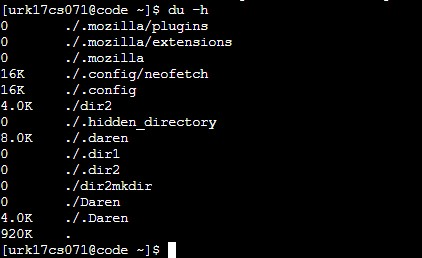 [urk17cs071@code ~]$ du -h
0 ./.mozilla/plugins
0 ./.mozilla/extensions
0 ./.mozilla
16K ./.config/neofetch
16K ./.config
4.0K ./dir2
0 ./.hidden_directory
8.0K ./.daren
0 ./.dir1
0 ./.dir2
0 ./dir2mkdir
0 ./Daren
4.0K ./.Daren
920K .
[urk17cs071@code ~]$